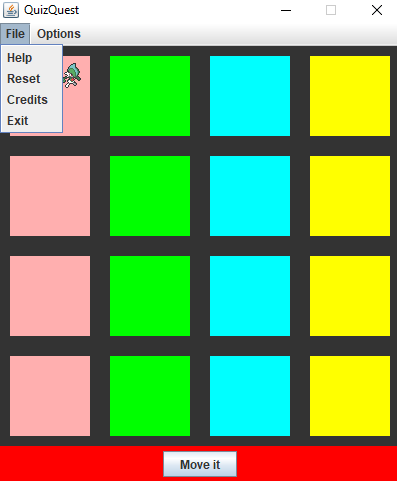 QuizQuest
File Options
Help
Reset
Credits
Exit
Move it